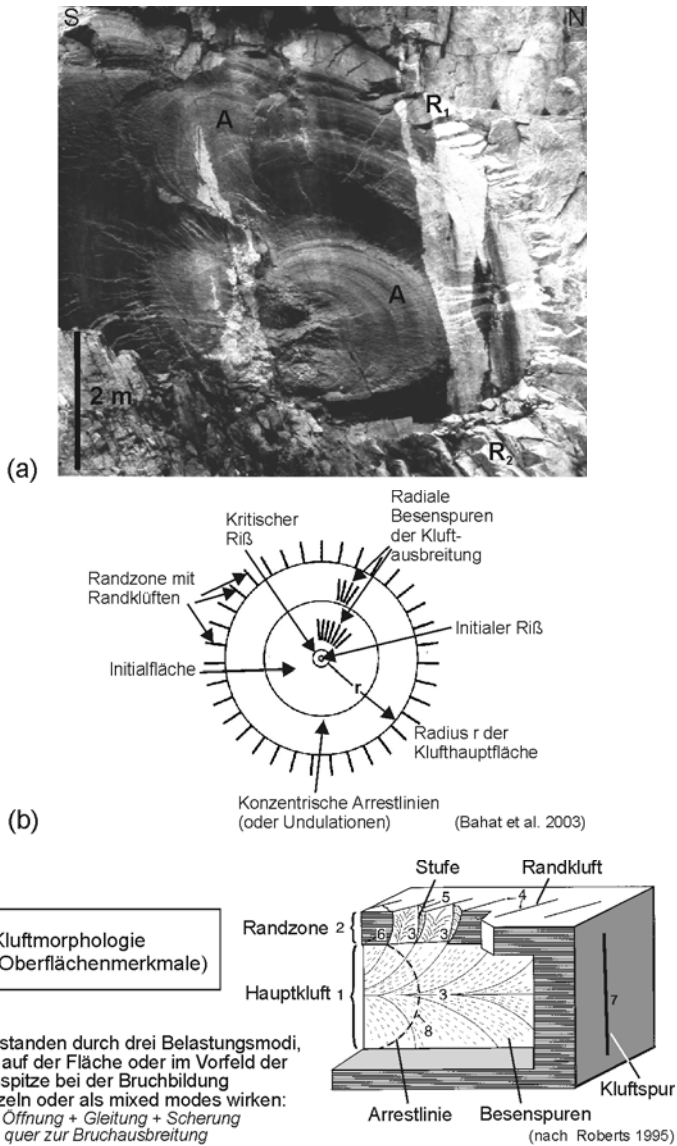 S
N
A
R1
A
2 m
R2
(a)
Kritischer
Riß
Radiale
Besenspuren
der Kluft-
ausbreitung
Randzone mit
Randklüften
Initialer Riß
Initialfläche
r
Radius r der
Klufthauptfläche
Konzentrische Arrestlinien
(oder Undulationen)
(Bahat et al. 2003)
(b)
Stufe
Randkluft
5
4
Randzone 2
6 3 3
Kluftmorphologie
Oberflächenmerkmale)
Hauptkluft 1
3
7
8
standen durch drei Belastungsmodi,
auf der Fläche oder im Vorfeld der
spitze bei der Bruchbildung
zeln oder als mixed modes wirken:
Öffnung + Gleitung + Scherung
quer zur Bruchausbreitung
Kluftspur
Arrestlinie
Besenspuren
(nach Roberts 1995)